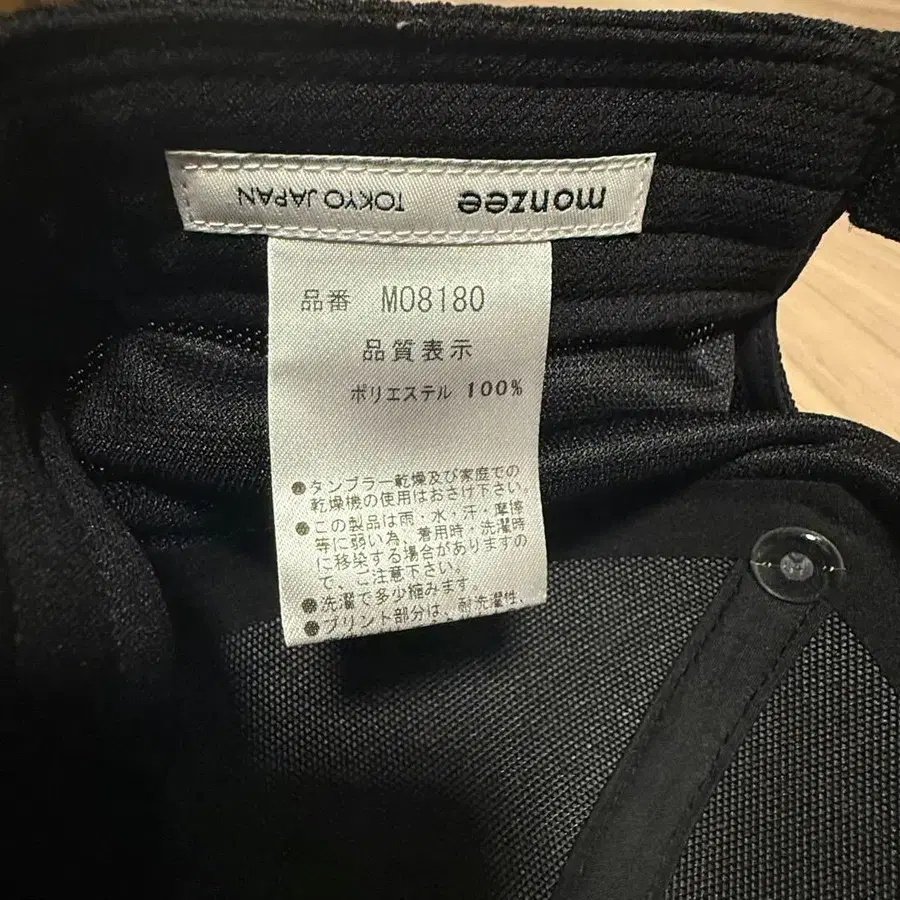 monzee TOKYO JAPAN
品番 M08180
品質表示
ポリエステル 100%
●タンブラー乾燥及び家庭での
乾燥機の使用はおさけ下さい
●この製品は雨・水・汗・摩擦
等に弱い為、着用時・洗濯時
に移染する場合がありますの
で、ご注意下さい。
●洗濯で多少縮みます。
●プリント部分は、耐洗濯性、